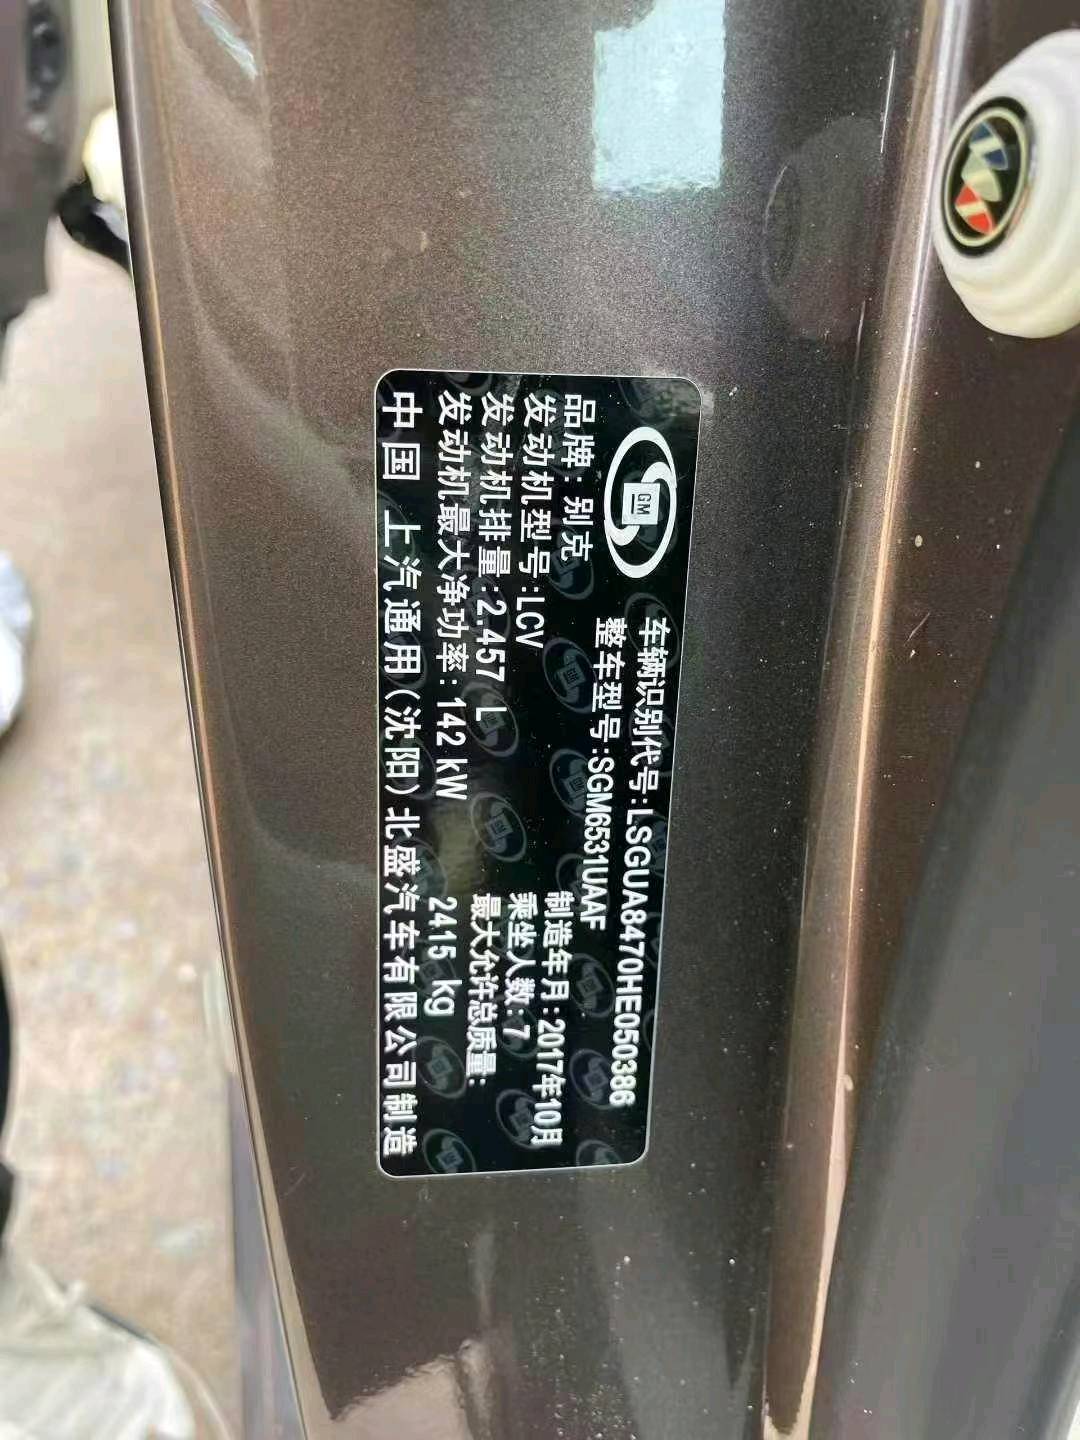 GM
车辆识别代号:LSGUA8470HE050386
整车型号:SGM6531UAAF
品牌: 别克
制造年月:2017年10月
发动机型号:LCV
乘坐人数:7
发动机排量:2.457 L
最大允许总质量:
发动机最大净功率:142 kW
2415 kg
中国 上汽通用(沈阳)北盛汽车有限公司制造